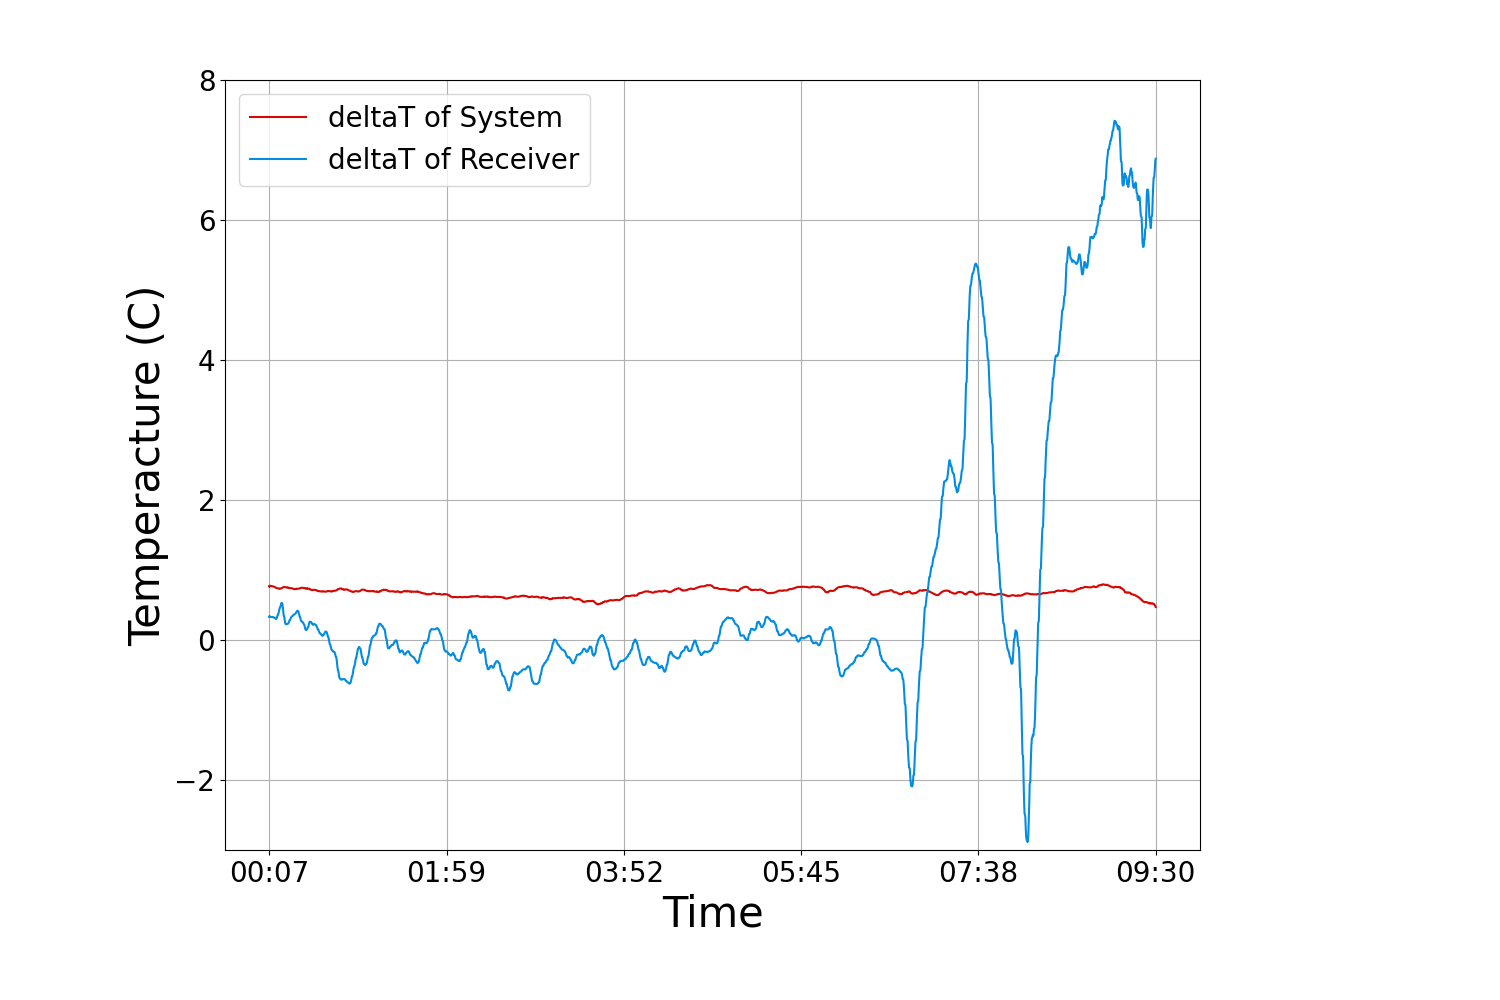 8
deltaT of System
deltaT of Receiver
6
4
2
0
−2
Temperacture (C)
00:07 01:59 03:52 05:45 07:38 09:30
Time